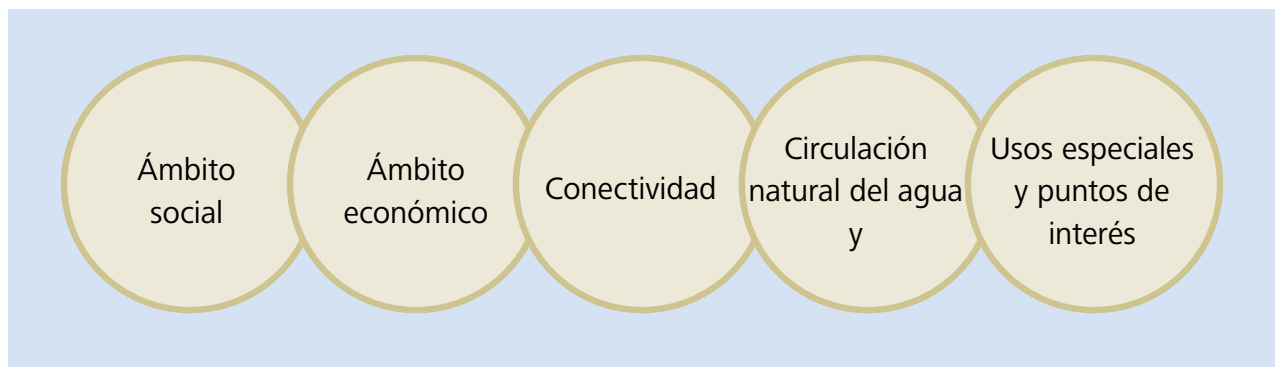 Ámbito
social
Ámbito
económico
Conectividad
Circulación
natural del agua
y
Usos especiales
y puntos de
interés